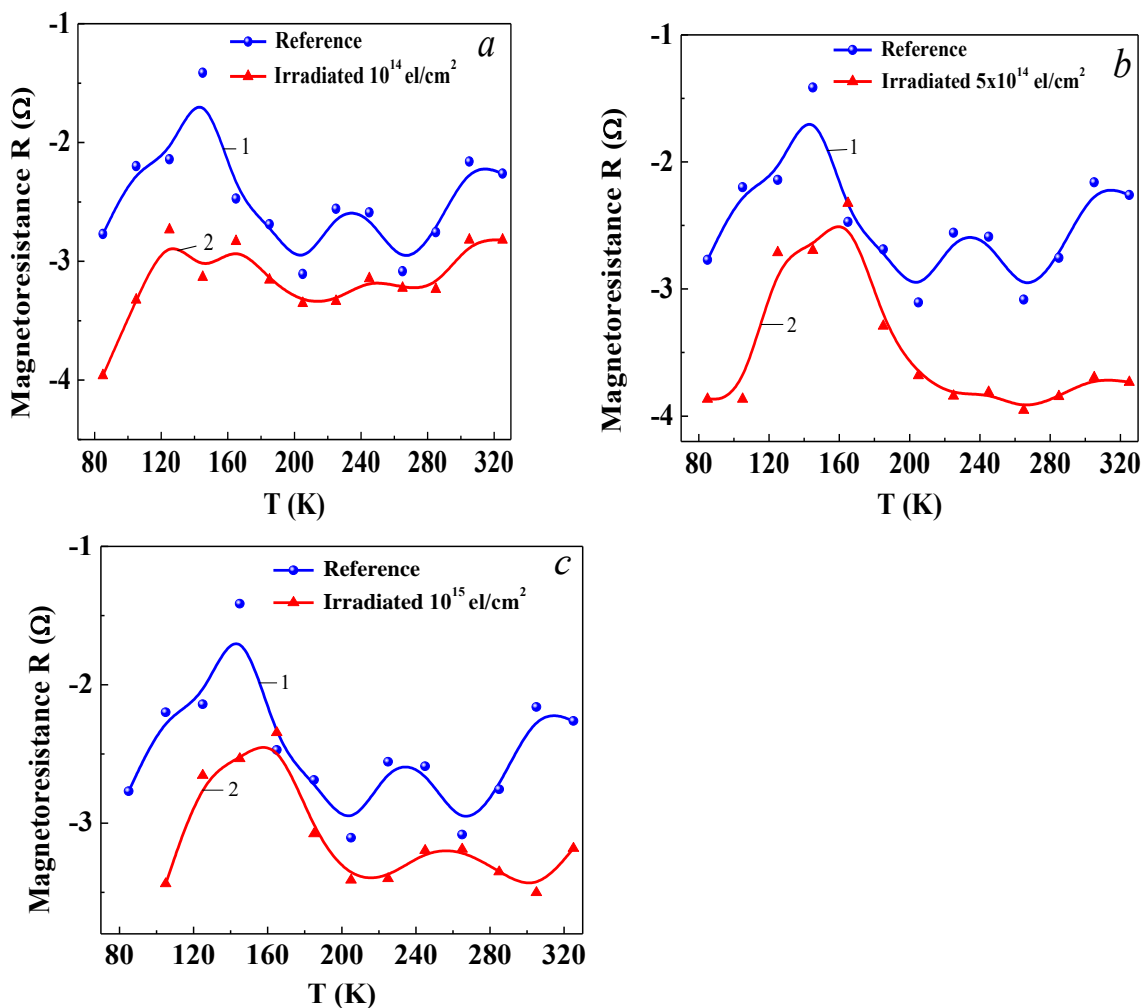 a
Reference
Irradiated 10¹⁴ el/cm²
1
2
-1
-2
-3
-4
Magnetoresistance R (Ω)
80 120 160 200 240 280 320
T (K)
b
Reference
Irradiated 5x10¹⁴ el/cm²
1
2
-1
-2
-3
-4
Magnetoresistance R (Ω)
80 120 160 200 240 280 320
T (K)
c
Reference
Irradiated 10¹⁵ el/cm²
1
2
-1
-2
-3
Magnetoresistance R (Ω)
80 120 160 200 240 280 320
T (K)